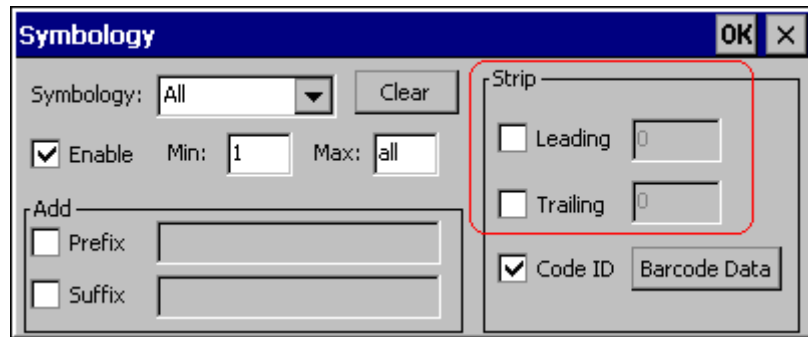 Symbology OK
Symbology: All Clear
Enable Min: 1 Max: all
Add
Prefix
Suffix
Strip
Leading 0
Trailing 0
Code ID Barcode Data